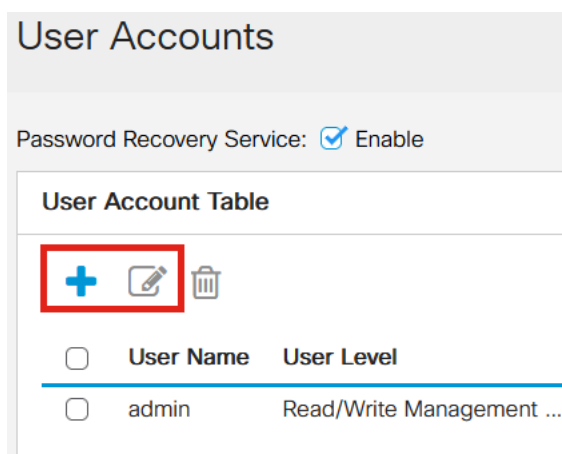 User Accounts
Password Recovery Service: Enable
User Account Table
User Name User Level
admin Read/Write Management ...